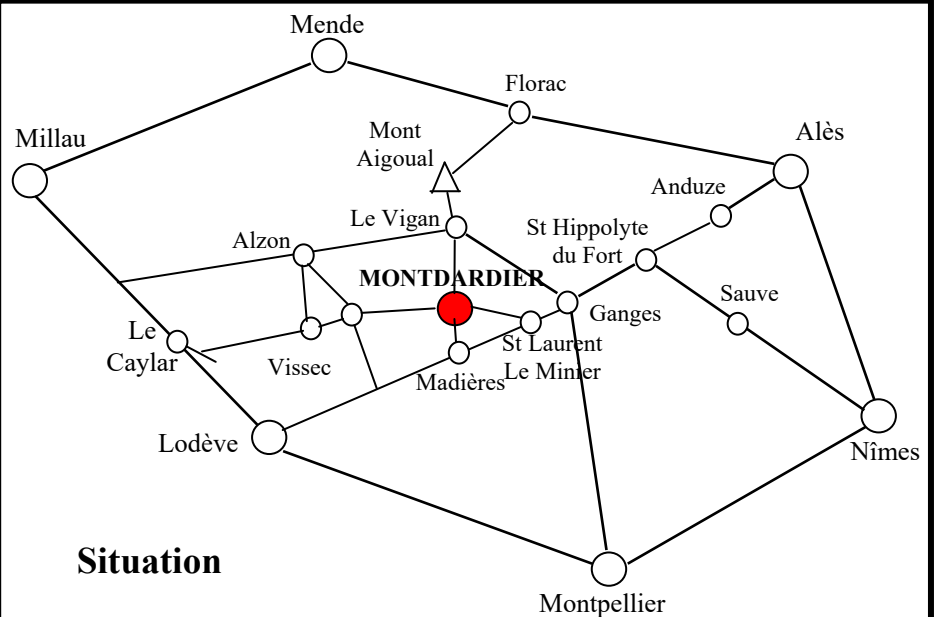 Mende
Florac
Millau
Mont
Aigoual
Alès
Anduze
Le Vigan
St Hippolyte
du Fort
Alzon
MONTDARDIER
Sauve
Ganges
Le
Caylar
Vissec
St Laurent
Le Minier
Madières
Lodève
Nîmes
Situation
Montpellier